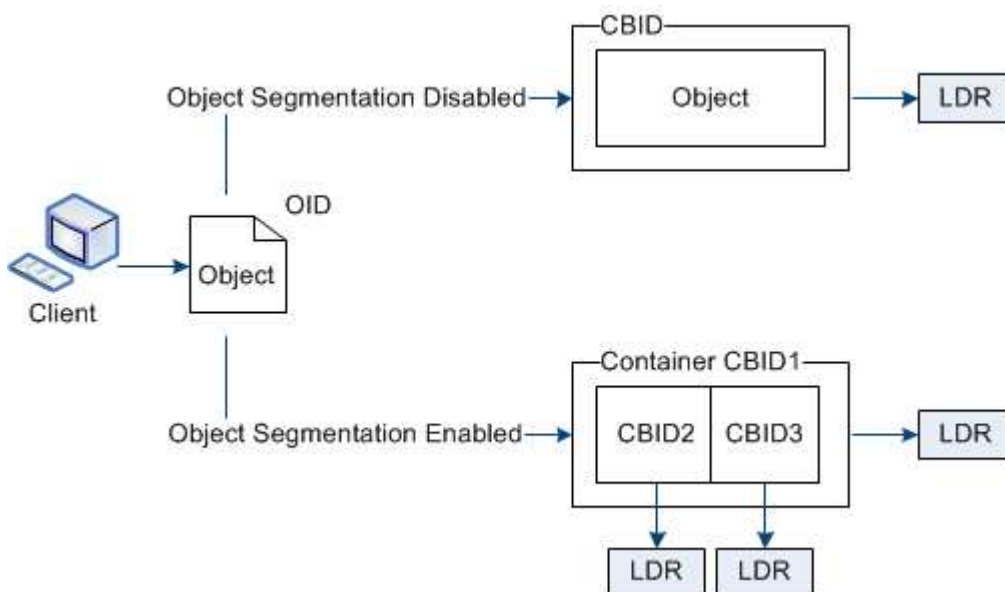 CBID
Object Segmentation Disabled
Object
LDR
OID
Object
Client
Container CBID1
Object Segmentation Enabled
CBID2
CBID3
LDR
LDR
LDR